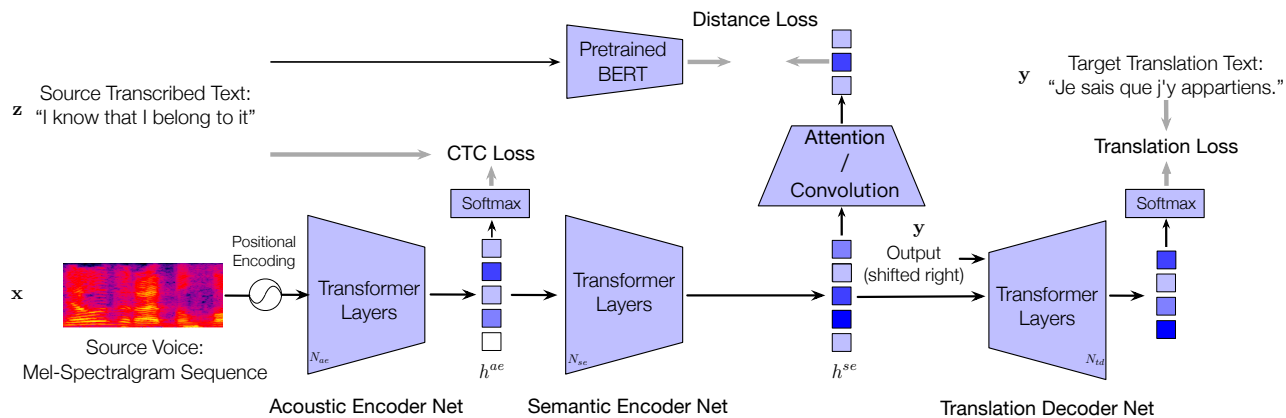 Distance Loss
Pretrained
BERT
z
Source Transcribed Text:
“I know that I belong to it”
y
Target Translation Text:
“Je sais que j'y appartiens.”
CTC Loss
Softmax
Attention
/
Convolution
Translation Loss
Softmax
x
Positional
Encoding
Transformer
Layers
N_ae
h^ae
Transformer
Layers
N_se
h^se
y
Output
(shifted right)
Transformer
Layers
N_td
Source Voice:
Mel-Spectralgram Sequence
Acoustic Encoder Net
Semantic Encoder Net
Translation Decoder Net